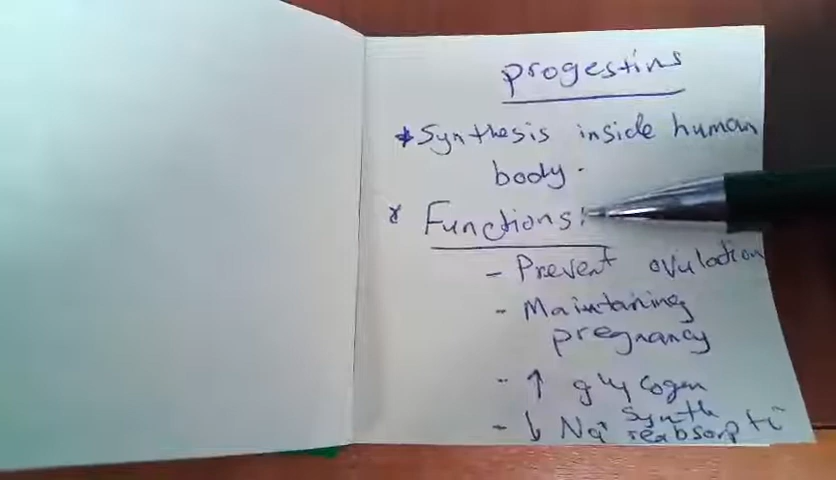 progestins
* Synthesis inside human
body.
* Functions:
- Prevent ovulation
- Maintaining
pregnancy
- ↑ glycogen
synth
- ↓ Na⁺ reabsorpti